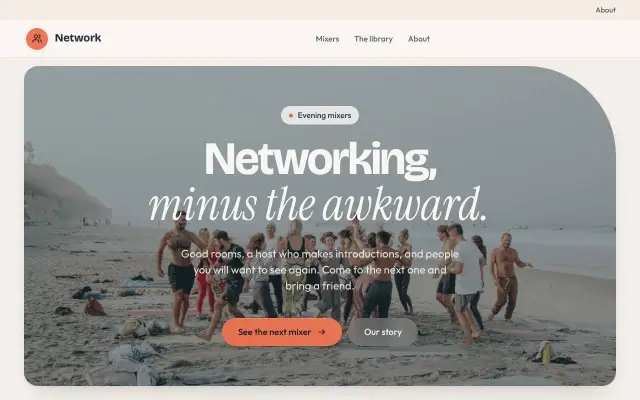 About
Network
Mixers The library About
Evening mixers
Networking,
minus the awkward.
Good rooms, a host who makes introductions, and people
you will want to see again. Come to the next one and
bring a friend.
See the next mixer → Our story